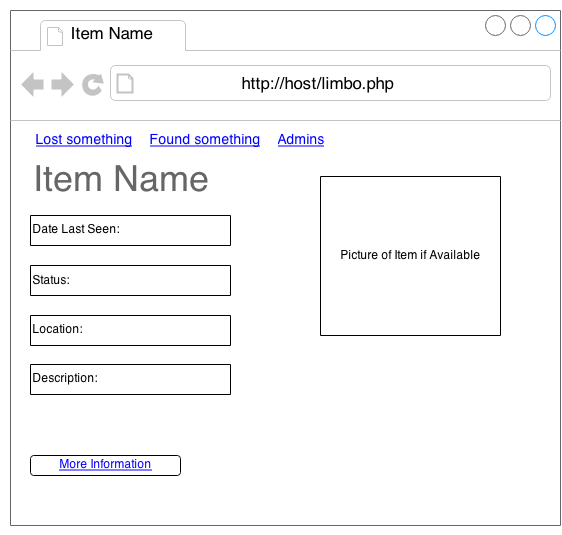 Item Name
http://host/limbo.php
Lost something Found something Admins
Item Name
Date Last Seen:
Picture of Item if Available
Status:
Location:
Description:
More Information